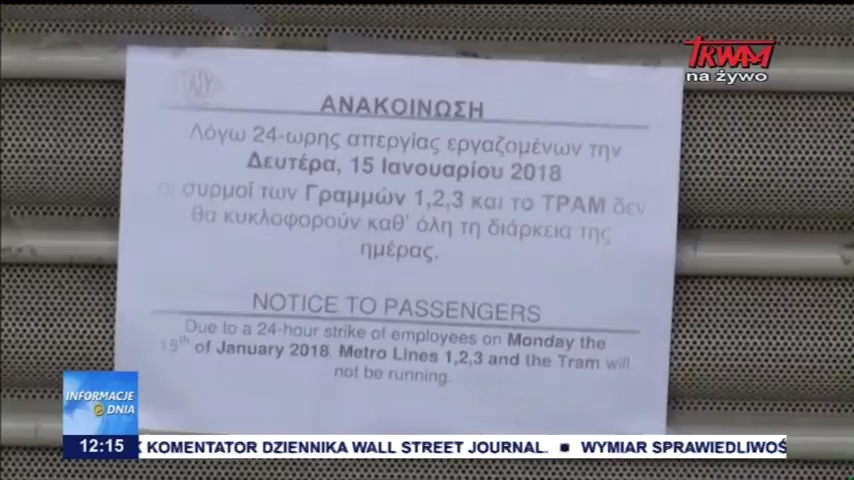 TRWAM
na żywo
ΑΝΑΚΟΙΝΩΣΗ
Λόγω 24-ωρης απεργίας εργαζομένων την
Δευτέρα, 15 Ιανουαρίου 2018
οι συρμοί των Γραμμών 1,2,3 και το ΤΡΑΜ δεν
θα κυκλοφορούν καθ' όλη τη διάρκεια της
ημέρας.
NOTICE TO PASSENGERS
Due to a 24-hour strike of employees on Monday the
15th of January 2018, Metro Lines 1,2,3 and the Tram will
not be running.
INFORMACJE
DNIA
12:15
KOMENTATOR DZIENNIKA WALL STREET JOURNAL. ■ WYMIAR SPRAWIEDLIWOŚ